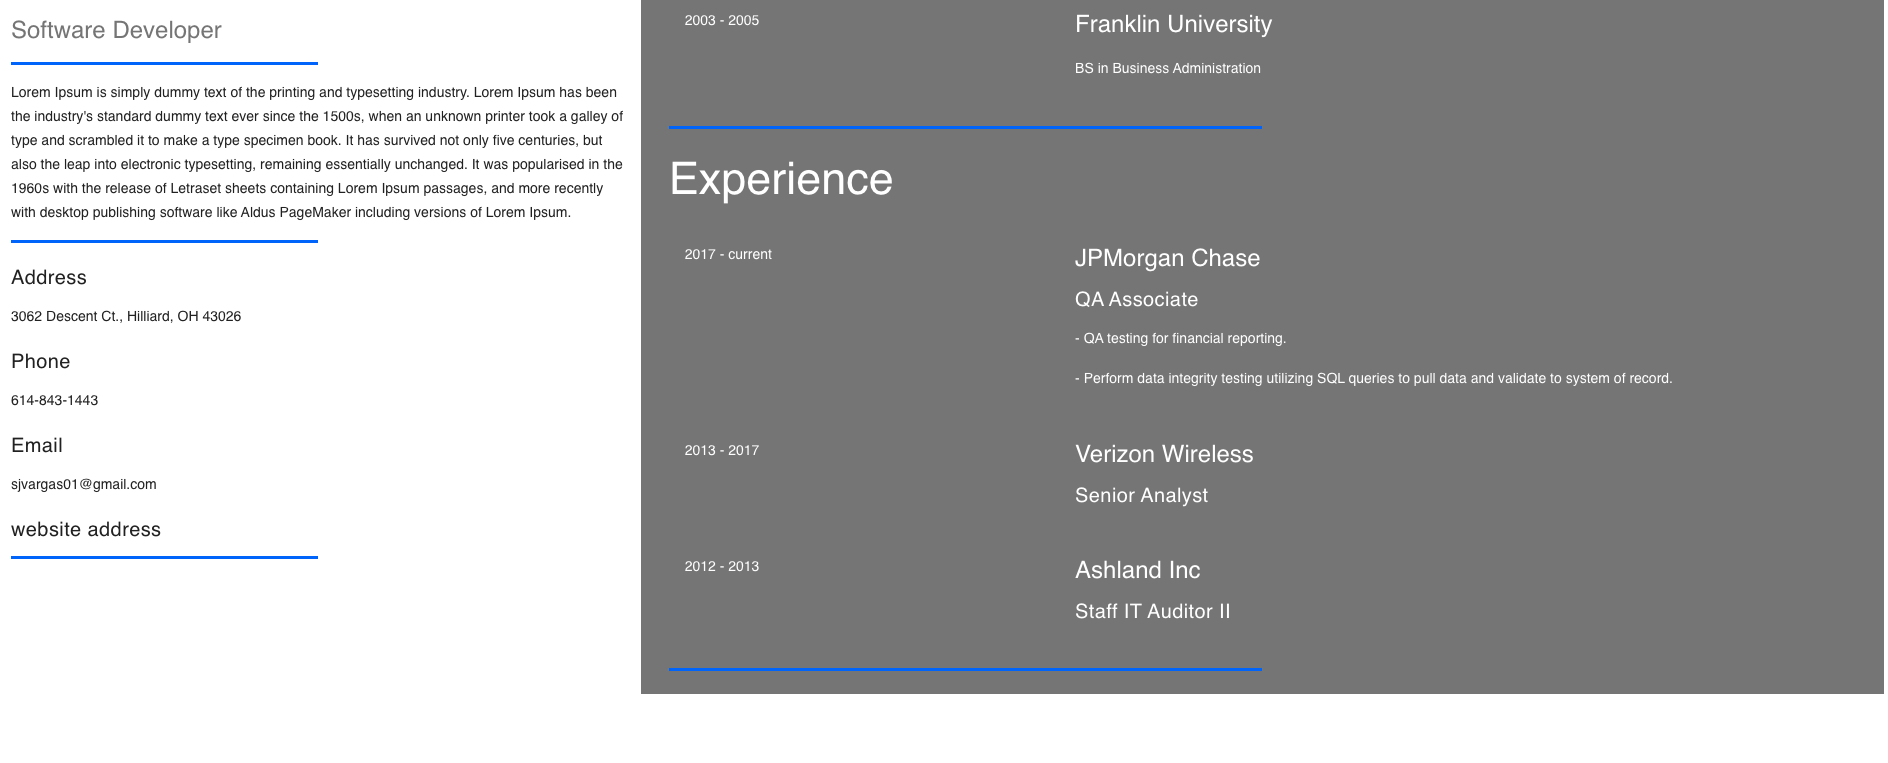 Software Developer
Lorem Ipsum is simply dummy text of the printing and typesetting industry. Lorem Ipsum has been
the industry's standard dummy text ever since the 1500s, when an unknown printer took a galley of
type and scrambled it to make a type specimen book. It has survived not only five centuries, but
also the leap into electronic typesetting, remaining essentially unchanged. It was popularised in the
1960s with the release of Letraset sheets containing Lorem Ipsum passages, and more recently
with desktop publishing software like Aldus PageMaker including versions of Lorem Ipsum.
Address
3062 Descent Ct., Hilliard, OH 43026
Phone
614-843-1443
Email
sjvargas01@gmail.com
website address
2003 - 2005
Franklin University
BS in Business Administration
Experience
2017 - current
JPMorgan Chase
QA Associate
- QA testing for financial reporting.
- Perform data integrity testing utilizing SQL queries to pull data and validate to system of record.
2013 - 2017
Verizon Wireless
Senior Analyst
2012 - 2013
Ashland Inc
Staff IT Auditor II